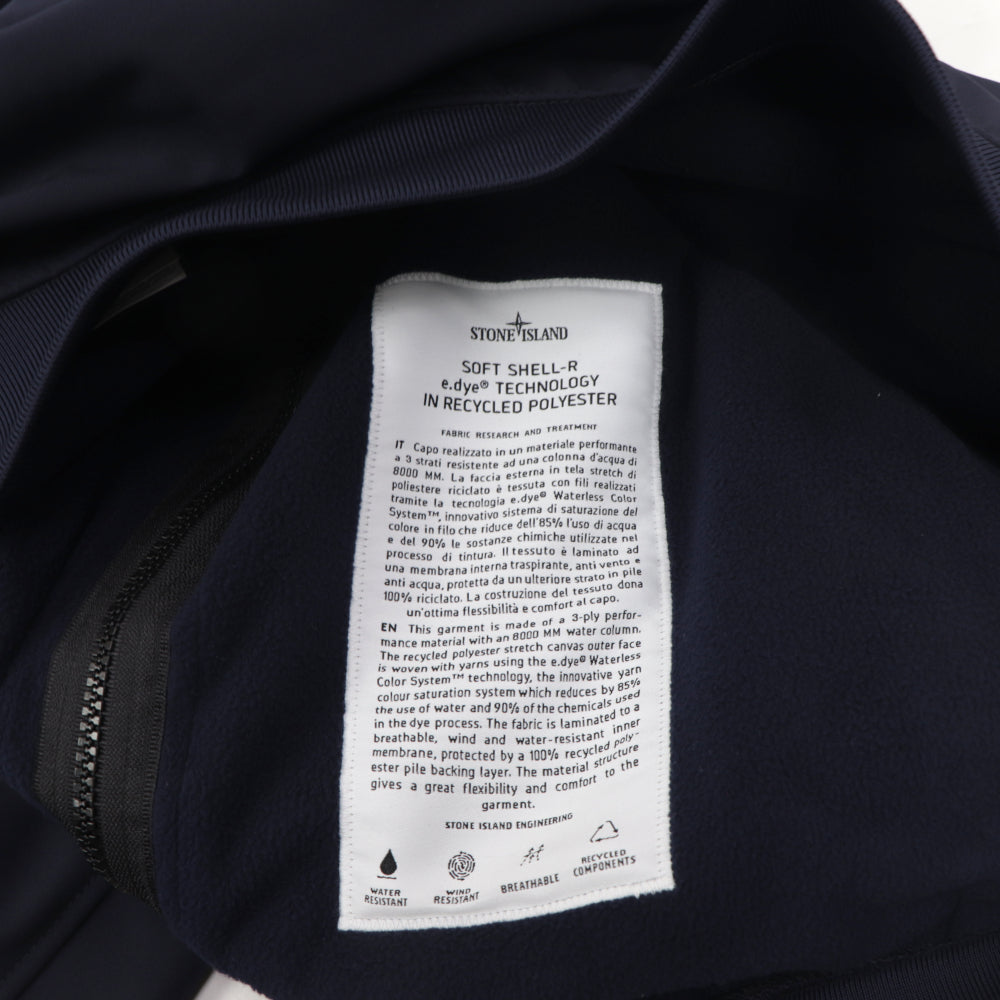 STONE ISLAND
SOFT SHELL-R
e.dye® TECHNOLOGY
IN RECYCLED POLYESTER
FABRIC RESEARCH AND TREATMENT
IT Capo realizzato in un materiale performante
a 3 strati resistente ad una colonna d'acqua di
8000 MM. La faccia esterna in tela stretch di
poliestere riciclato è tessuta con fili realizzati
tramite la tecnologia e.dye® Waterless Color
System™, innovativo sistema di saturazione del
colore in filo che riduce dell'85% l'uso di acqua
e del 90% le sostanze chimiche utilizzate nel
processo di tintura. Il tessuto è laminato ad
una membrana interna traspirante, anti vento e
anti acqua, protetta da un ulteriore strato in pile
100% riciclato. La costruzione del tessuto dona
un'ottima flessibilità e comfort al capo.
EN This garment is made of a 3-ply perfor-
mance material with an 8000 MM water column.
The recycled polyester stretch canvas outer face
is woven with yarns using the e.dye® Waterless
Color System™ technology, the innovative yarn
colour saturation system which reduces by 85%
the use of water and 90% of the chemicals used
in the dye process. The fabric is laminated to a
breathable, wind and water-resistant inner
membrane, protected by a 100% recycled poly-
ester pile backing layer. The material structure
gives a great flexibility and comfort to the
garment.
STONE ISLAND ENGINEERING
WATER
RESISTANT
WIND
RESISTANT
BREATHABLE
RECYCLED
COMPONENTS